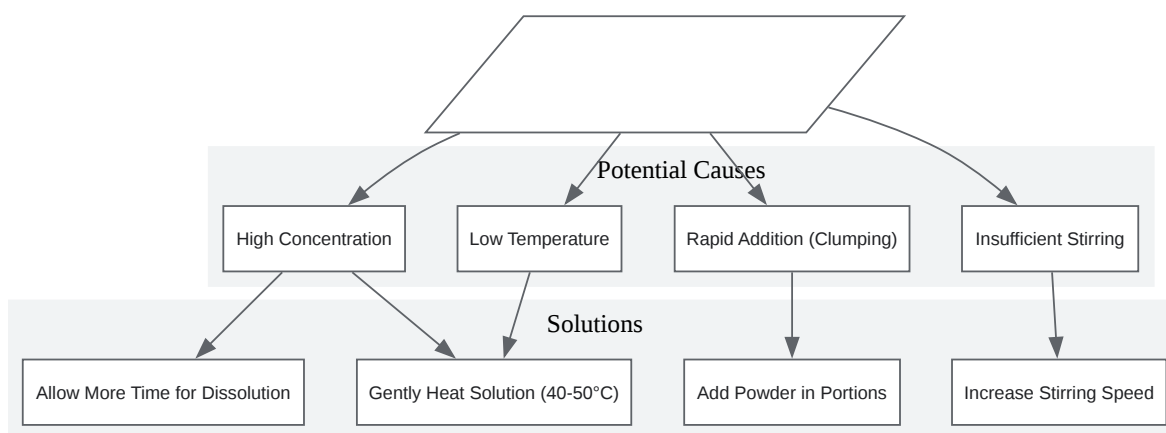 Potential Causes
High Concentration
Low Temperature
Rapid Addition (Clumping)
Insufficient Stirring
Solutions
Allow More Time for Dissolution
Gently Heat Solution (40-50°C)
Add Powder in Portions
Increase Stirring Speed